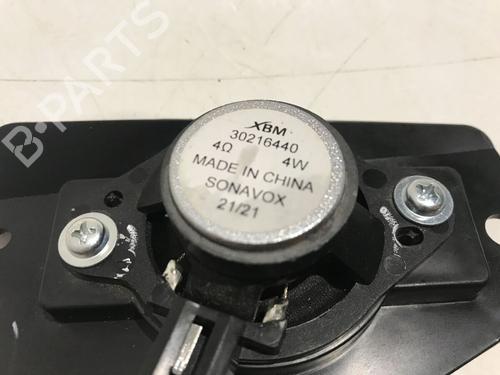 B-PARTS
XBM
30216440
4Ω 4W
MADE IN CHINA
SONAVOX
21/21